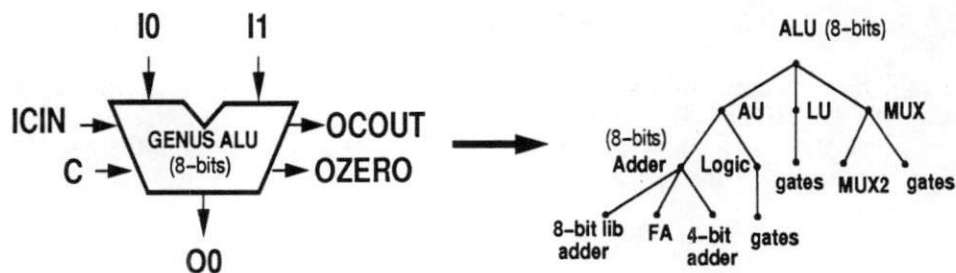 I0 I1
ICIN
C
GENUS ALU
(8-bits)
OCOUT
OZERO
O0
ALU (8-bits)
AU LU MUX
(8-bits)
Adder Logic
gates MUX2 gates
8-bit lib
adder
FA
4-bit
adder
gates